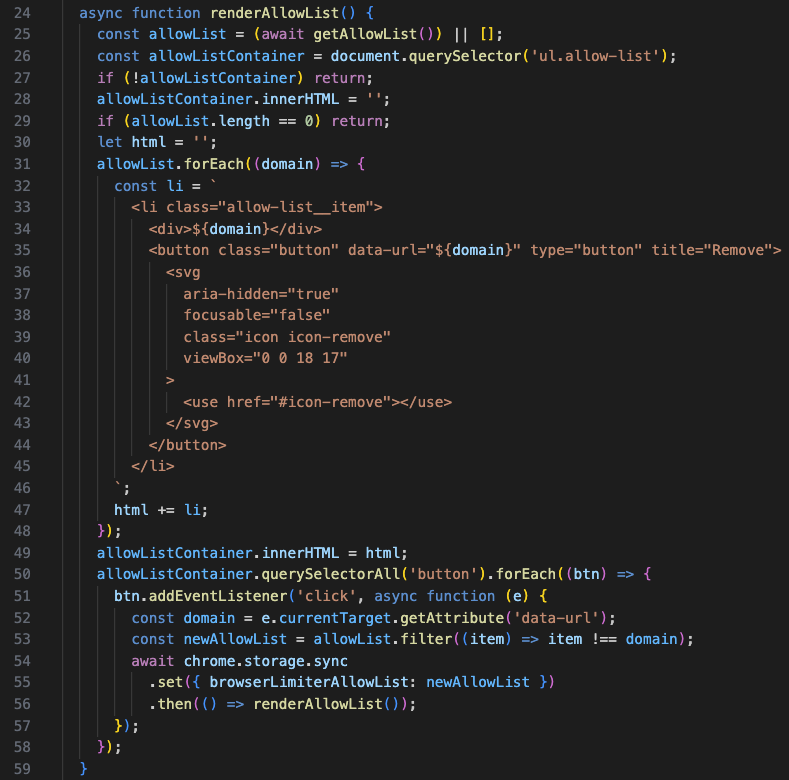 24 async function renderAllowList() {
25 const allowList = (await getAllowList()) || [];
26 const allowListContainer = document.querySelector('ul.allow-list');
27 if (!allowListContainer) return;
28 allowListContainer.innerHTML = '';
29 if (allowList.length == 0) return;
30 let html = '';
31 allowList.forEach((domain) => {
32 const li = `
33 <li class="allow-list__item">
34 <div>${domain}</div>
35 <button class="button" data-url="${domain}" type="button" title="Remove">
36 <svg
37 aria-hidden="true"
38 focusable="false"
39 class="icon icon-remove"
40 viewBox="0 0 18 17"
41 >
42 <use href="#icon-remove"></use>
43 </svg>
44 </button>
45 </li>
46 `;
47 html += li;
48 });
49 allowListContainer.innerHTML = html;
50 allowListContainer.querySelectorAll('button').forEach((btn) => {
51 btn.addEventListener('click', async function (e) {
52 const domain = e.currentTarget.getAttribute('data-url');
53 const newAllowList = allowList.filter((item) => item !== domain);
54 await chrome.storage.sync
55 .set({ browserLimiterAllowList: newAllowList })
56 .then(() => renderAllowList());
57 });
58 });
59 }